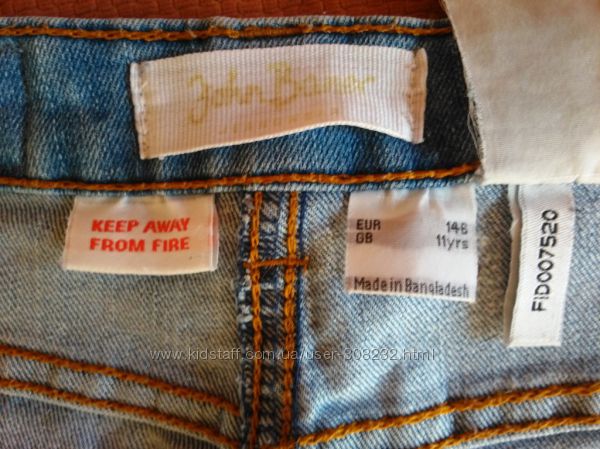 John Baner
KEEP AWAY
FROM FIRE
EUR 146
GB 11yrs
Made in Bangladesh
FID007520
www.kidstaff.com.ua/user-308232.html